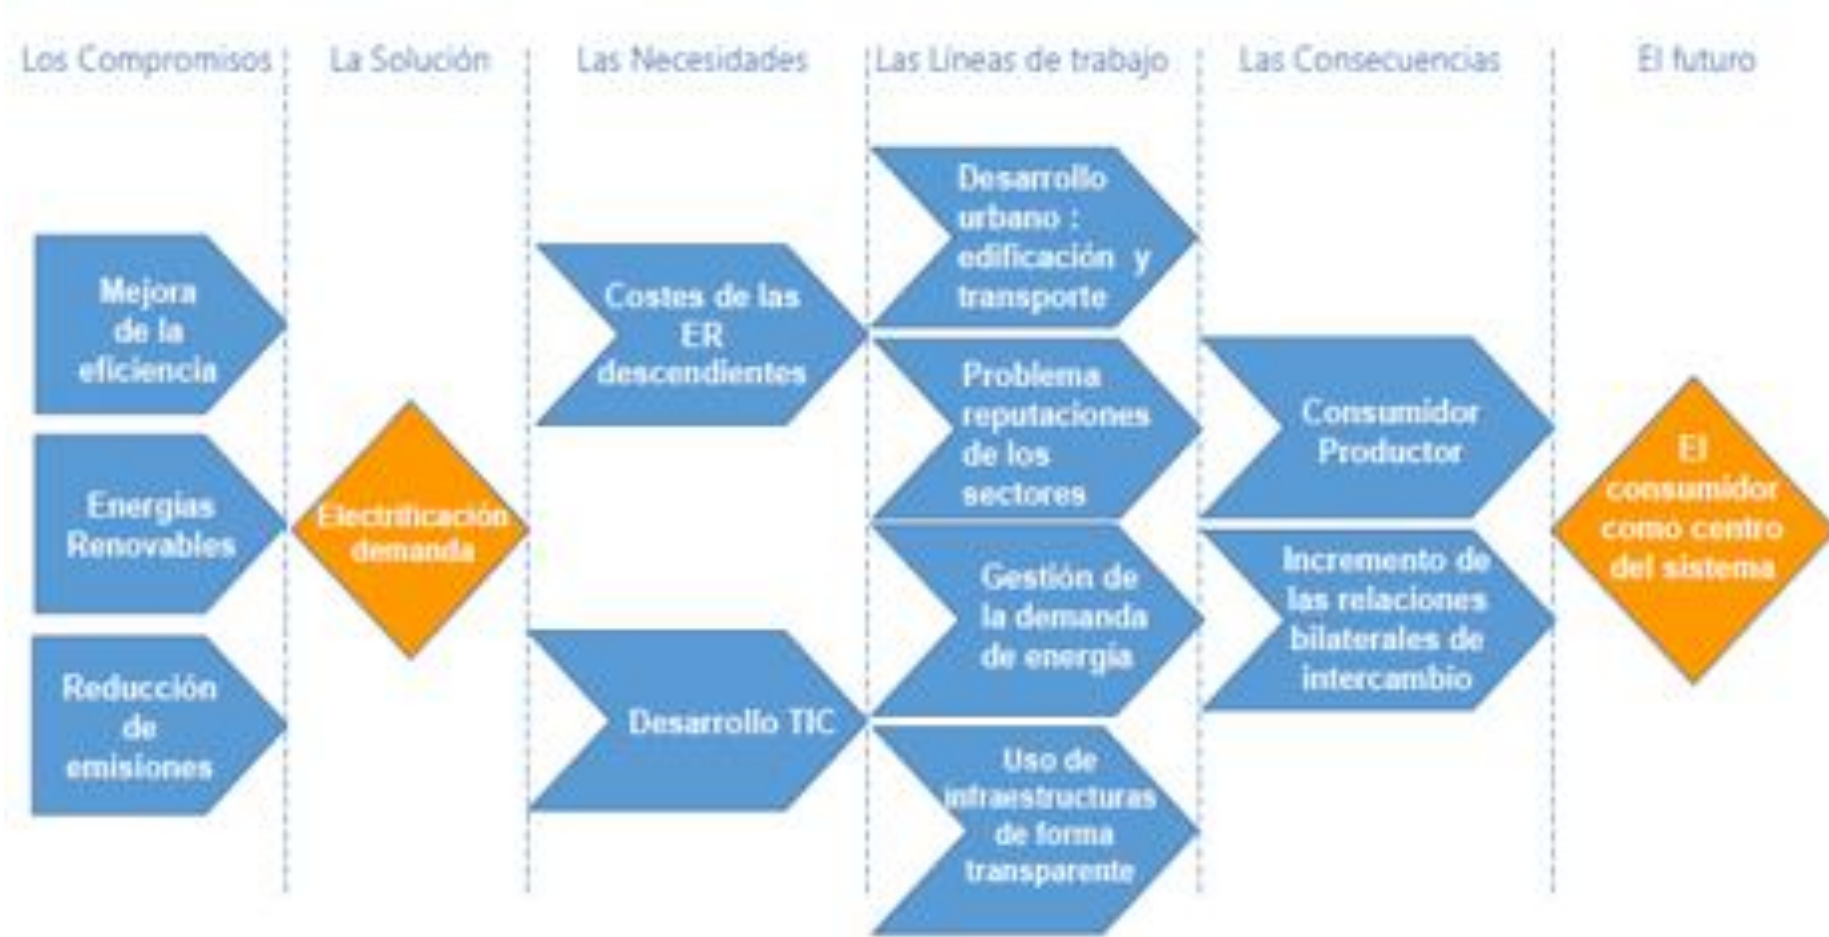 Los Compromisos
La Solución
Las Necesidades
Las Líneas de trabajo
Las Consecuencias
El futuro
Mejora
de la
eficiencia
Energías
Renovables
Reducción
de
emisiones
Electrificación
demanda
Costes de las
ER
descendientes
Desarrollo TIC
Desarrollo
urbano :
edificación y
transporte
Problema
reputaciones
de los
sectores
Gestión de
la demanda
de energía
Uso de
infraestructuras
de forma
transparente
Consumidor
Productor
Incremento de
las relaciones
bilaterales de
intercambio
El
consumidor
como centro
del sistema